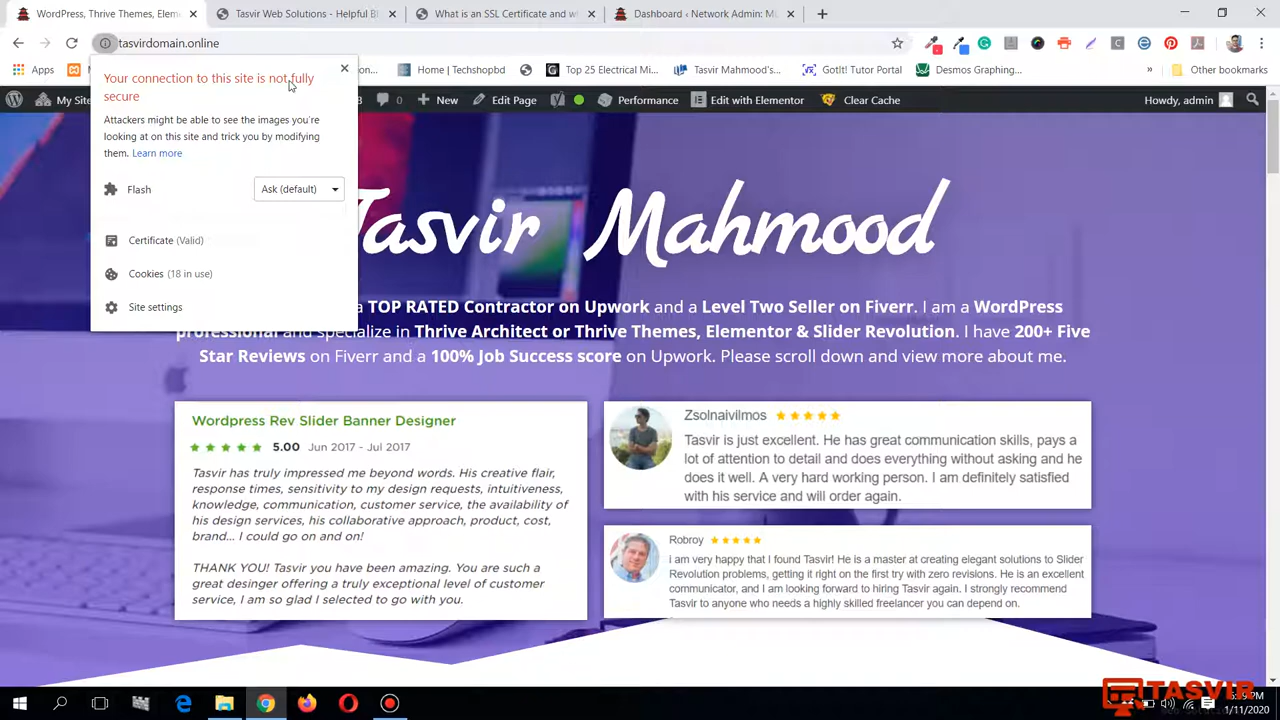 WordPress, Thrive Themes, Elem
Tasvir Web Solutions - Helpful Bl
What is an SSL Certificate and w
Dashboard ‹ Network Admin: Mu
tasvirdomain.online
Apps
Home | Techshopbd
Top 25 Electrical Mi...
Tasvir Mahmood's...
GotIt! Tutor Portal
Desmos Graphing...
Other bookmarks
My Sit
0
New
Edit Page
Performance
Edit with Elementor
Clear Cache
Howdy, admin
Your connection to this site is not fully
secure
Attackers might be able to see the images you're
looking at on this site and trick you by modifying
them. Learn more
Flash
Ask (default)
Certificate (Valid)
Cookies (18 in use)
Site settings
Tasvir Mahmood
a TOP RATED Contractor on Upwork and a Level Two Seller on Fiverr. I am a WordPress
professional and specialize in Thrive Architect or Thrive Themes, Elementor & Slider Revolution. I have 200+ Five
Star Reviews on Fiverr and a 100% Job Success score on Upwork. Please scroll down and view more about me.
Wordpress Rev Slider Banner Designer
5.00 Jun 2017 - Jul 2017
Tasvir has truly impressed me beyond words. His creative flair,
response times, sensitivity to my design requests, intuitiveness,
knowledge, communication, customer service, the availability of
his design services, his collaborative approach, product, cost,
brand... I could go on and on!
THANK YOU! Tasvir you have been amazing. You are such a
great desinger offering a truly exceptional level of customer
service, I am so glad I selected to go with you.
Zsolnaivilmos
Tasvir is just excellent. He has great communication skills, pays a
lot of attention to detail and does everything without asking and he
does it well. A very hard working person. I am definitely satisfied
with his service and will order again.
Robroy
I am very happy that I found Tasvir! He is a master at creating elegant solutions to Slider
Revolution problems, getting it right on the first try with zero revisions. He is an excellent
communicator, and I am looking forward to hiring Tasvir again. I strongly recommend
Tasvir to anyone who needs a highly skilled freelancer you can depend on.
TASVIR
1/11/2020